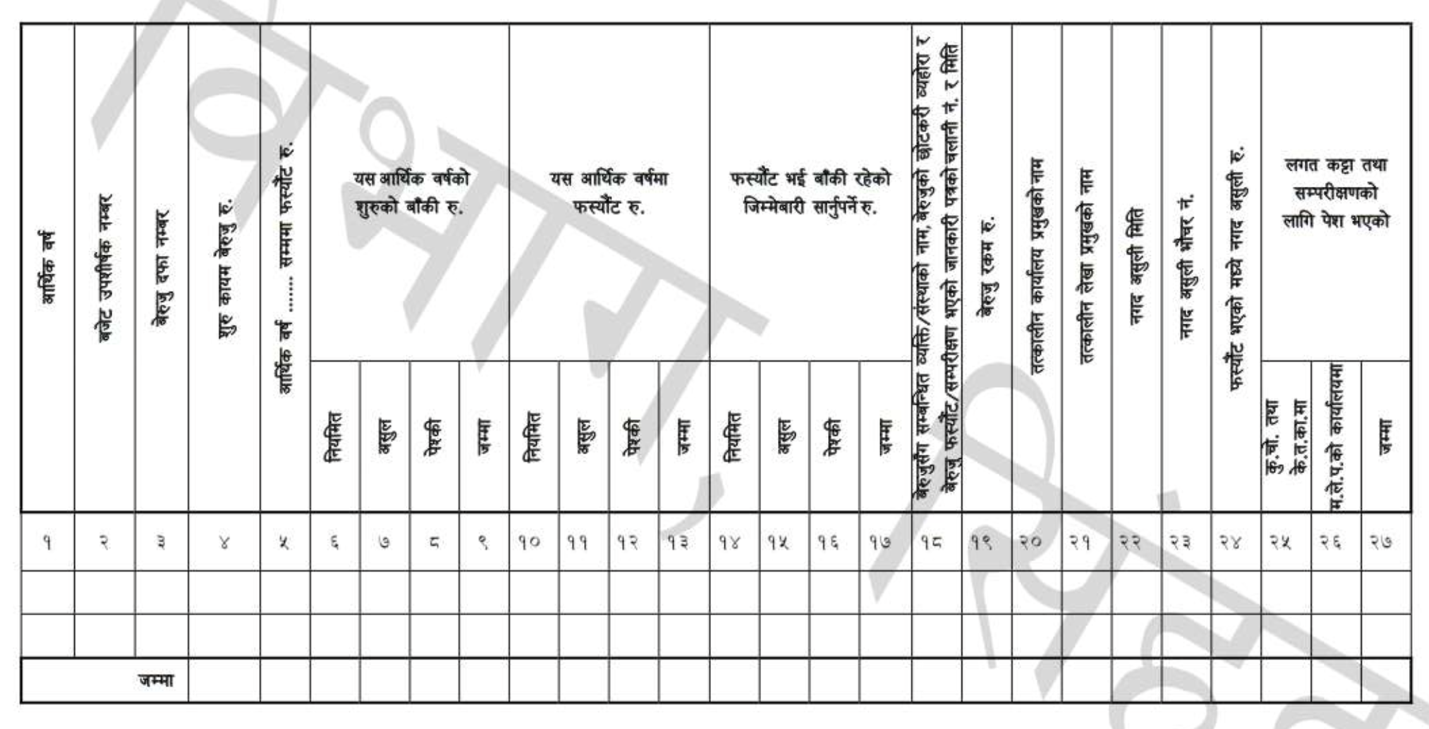 आर्थिक वर्ष
बजेट उपशीर्षक नम्बर
बेरुजु दफा नम्बर
शुरु कायम बेरुजु रु.
आर्थिक वर्ष ....... सम्ममा फर्स्यौट रु.
यस आर्थिक वर्षको
शुरुको बाँकी रु.
नियमित
असुल
पेश्की
जम्मा
यस आर्थिक वर्षमा
फर्स्यौट रु.
नियमित
असुल
पेश्की
जम्मा
फर्स्यौट भई बाँकी रहेको
जिम्मेबारी सार्नुपर्ने रु.
नियमित
असुल
पेश्की
जम्मा
बेरुजुसँग सम्बन्धित व्यक्ति/संस्थाको नाम,बेरुजुको छोटकरी व्यहोरा र
बेरुजु फर्स्यौट/सम्परीक्षण भएको जानकारी पत्रको चलानी नं. र मिति
बेरुजु रकम रु.
तत्कालीन कार्यालय प्रमुखको नाम
तत्कालीन लेखा प्रमुखको नाम
नगद असुली मिति
नगद असुली भौचर नं.
फर्स्यौट भएको मध्ये नगद असुली रु.
लगत कट्टा तथा
सम्परीक्षणको
लागि पेश भएको
कु.चो. तथा
के.त.का.मा
म.ले.प.को कार्यालयमा
जम्मा
१ २ ३ ४ ५ ६ ७ ८ ९ १० ११ १२ १३ १४ १५ १६ १७ १८ १९ २० २१ २२ २३ २४ २५ २६ २७
जम्मा
विभाग,